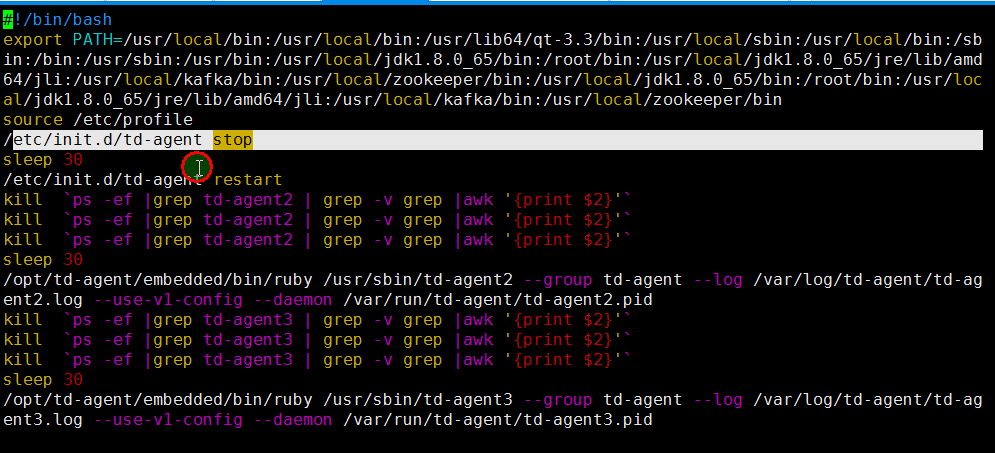 #!/bin/bash
export PATH=/usr/local/bin:/usr/local/bin:/usr/lib64/qt-3.3/bin:/usr/local/sbin:/usr/local/bin:/sb
in:/bin:/usr/sbin:/usr/bin:/usr/local/jdk1.8.0_65/bin:/root/bin:/usr/local/jdk1.8.0_65/jre/lib/amd
64/jli:/usr/local/kafka/bin:/usr/local/zookeeper/bin:/usr/local/jdk1.8.0_65/bin:/root/bin:/usr/loc
al/jdk1.8.0_65/jre/lib/amd64/jli:/usr/local/kafka/bin:/usr/local/zookeeper/bin
source /etc/profile
/etc/init.d/td-agent stop
sleep 30
/etc/init.d/td-agent restart
kill  `ps -ef |grep td-agent2 | grep -v grep |awk '{print $2}'`
kill  `ps -ef |grep td-agent2 | grep -v grep |awk '{print $2}'`
kill  `ps -ef |grep td-agent2 | grep -v grep |awk '{print $2}'`
sleep 30
/opt/td-agent/embedded/bin/ruby /usr/sbin/td-agent2 --group td-agent --log /var/log/td-agent/td-ag
ent2.log --use-v1-config --daemon /var/run/td-agent/td-agent2.pid
kill  `ps -ef |grep td-agent3 | grep -v grep |awk '{print $2}'`
kill  `ps -ef |grep td-agent3 | grep -v grep |awk '{print $2}'`
kill  `ps -ef |grep td-agent3 | grep -v grep |awk '{print $2}'`
sleep 30
/opt/td-agent/embedded/bin/ruby /usr/sbin/td-agent3 --group td-agent --log /var/log/td-agent/td-ag
ent3.log --use-v1-config --daemon /var/run/td-agent/td-agent3.pid